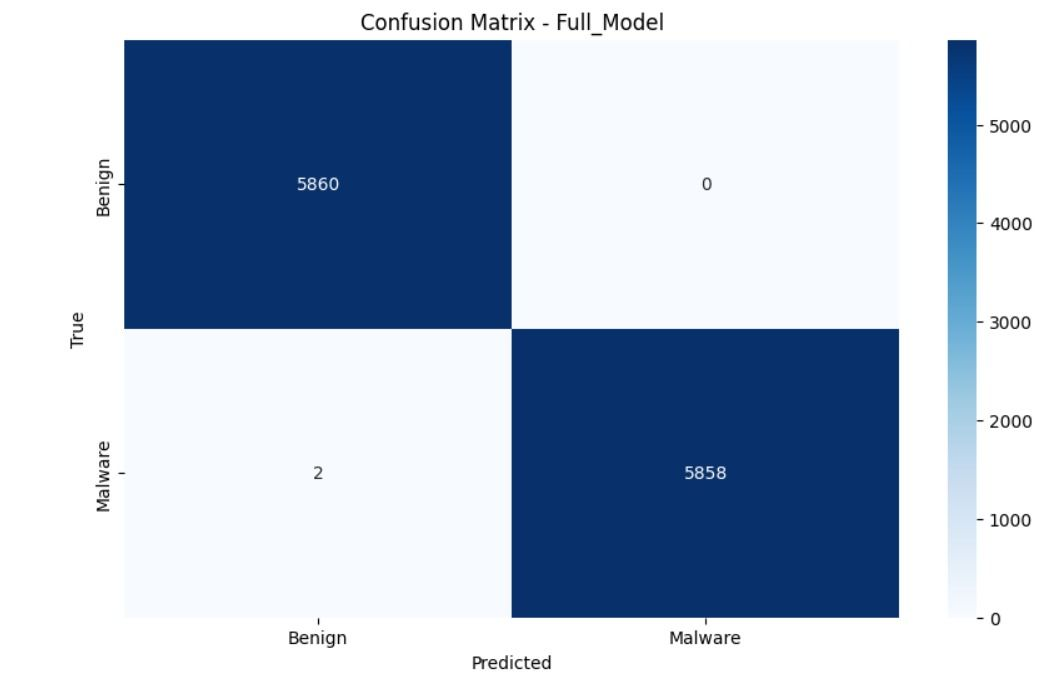 Confusion Matrix - Full_Model
Benign
5860
0
5000
4000
True
3000
2000
Malware
2
5858
1000
0
Benign
Malware
Predicted